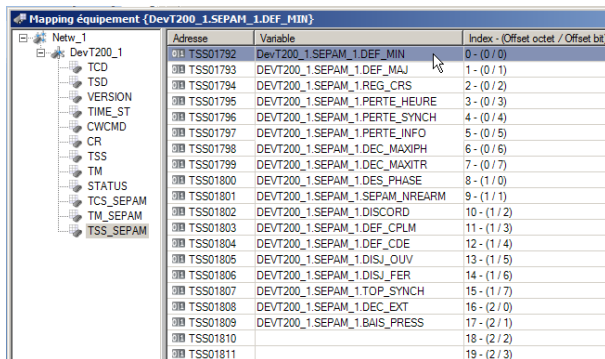 Mapping équipement {DevT200_1.SEPAM_1.DEF_MIN}
Netw_1
DevT200_1
TCD
TSD
VERSION
TIME_ST
CWCMD
CR
TSS
TM
STATUS
TCS_SEPAM
TM_SEPAM
TSS_SEPAM
Adresse Variable Index - (Offset octet / Offset bit
TSS01792 DevT200_1.SEPAM_1.DEF_MIN 0 - (0 / 0)
TSS01793 DEVT200_1.SEPAM_1.DEF_MAJ 1 - (0 / 1)
TSS01794 DEVT200_1.SEPAM_1.REG_CRS 2 - (0 / 2)
TSS01795 DEVT200_1.SEPAM_1.PERTE_HEURE 3 - (0 / 3)
TSS01796 DEVT200_1.SEPAM_1.PERTE_SYNCH 4 - (0 / 4)
TSS01797 DEVT200_1.SEPAM_1.PERTE_INFO 5 - (0 / 5)
TSS01798 DEVT200_1.SEPAM_1.DEC_MAXIPH 6 - (0 / 6)
TSS01799 DEVT200_1.SEPAM_1.DEC_MAXITR 7 - (0 / 7)
TSS01800 DEVT200_1.SEPAM_1.DES_PHASE 8 - (1 / 0)
TSS01801 DEVT200_1.SEPAM_1.SEPAM_NREARM 9 - (1 / 1)
TSS01802 DEVT200_1.SEPAM_1.DISCORD 10 - (1 / 2)
TSS01803 DEVT200_1.SEPAM_1.DEF_CPLM 11 - (1 / 3)
TSS01804 DEVT200_1.SEPAM_1.DEF_CDE 12 - (1 / 4)
TSS01805 DEVT200_1.SEPAM_1.DISJ_OUV 13 - (1 / 5)
TSS01806 DEVT200_1.SEPAM_1.DISJ_FER 14 - (1 / 6)
TSS01807 DEVT200_1.SEPAM_1.TOP_SYNCH 15 - (1 / 7)
TSS01808 DEVT200_1.SEPAM_1.DEC_EXT 16 - (2 / 0)
TSS01809 DEVT200_1.SEPAM_1.BAIS_PRESS 17 - (2 / 1)
TSS01810 18 - (2 / 2)
TSS01811 19 - (2 / 3)